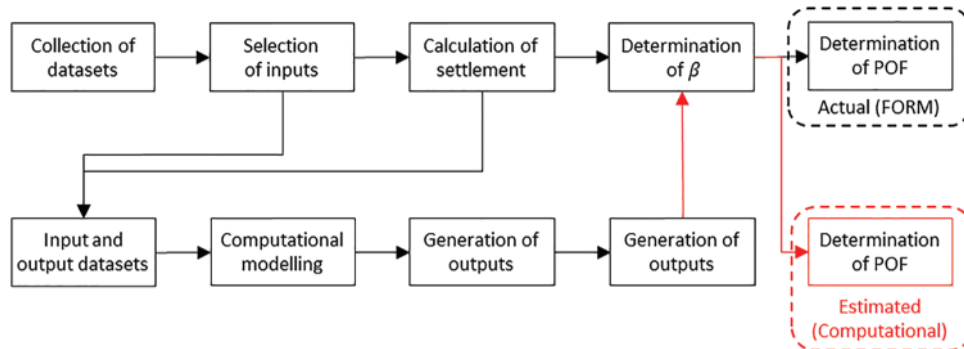 Collection of
datasets
Selection
of inputs
Calculation of
settlement
Determination
of β
Determination
of POF
Actual (FORM)
Input and
output datasets
Computational
modelling
Generation of
outputs
Generation of
outputs
Determination
of POF
Estimated
(Computational)